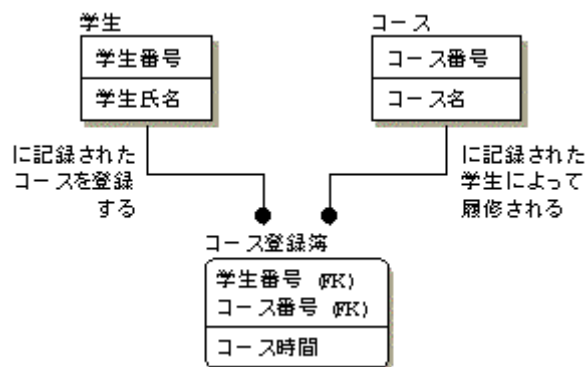 学生
学生番号
学生氏名
コース
コース番号
コース名
に記録された
コースを登録
する
に記録された
学生によって
履修される
コース登録簿
学生番号 (FK)
コース番号 (FK)
コース時間